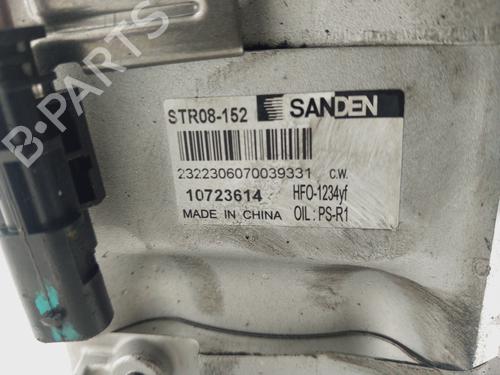 B-PARTS
STR08-152 SANDEN
2322306070039331 C.W.
10723614 HFO-1234yf
MADE IN CHINA OIL: PS-R1